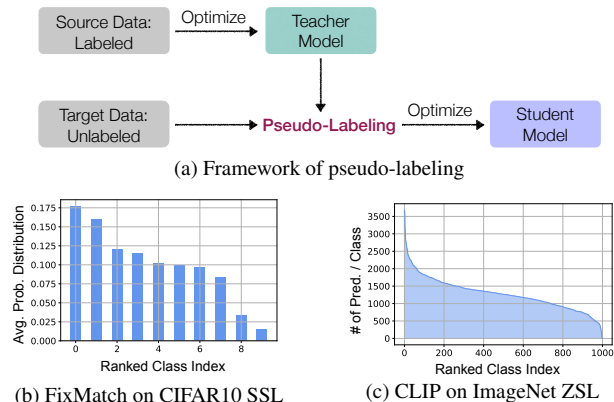 Source Data:
Labeled
Optimize
Teacher
Model
Target Data:
Unlabeled
Pseudo-Labeling
Optimize
Student
Model
(a) Framework of pseudo-labeling
Avg. Prob. Distribution
0.175
0.150
0.125
0.100
0.075
0.050
0.025
0.000
0 2 4 6 8
Ranked Class Index
(b) FixMatch on CIFAR10 SSL
# of Pred. / Class
3500
3000
2500
2000
1500
1000
500
0
0 200 400 600 800 1000
Ranked Class Index
(c) CLIP on ImageNet ZSL